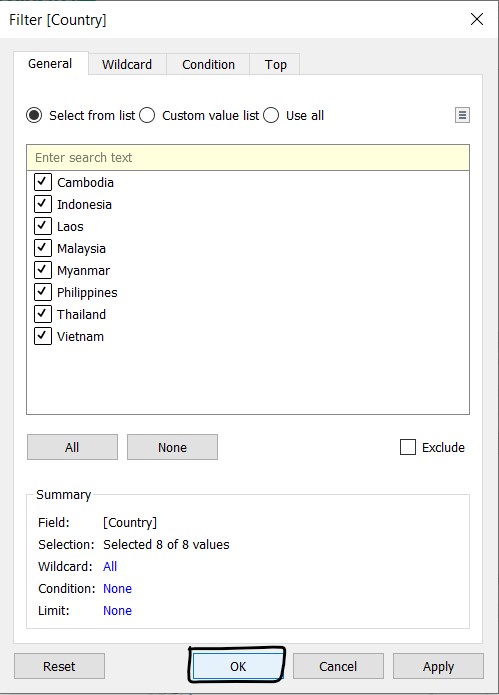 Filter [Country]
General Wildcard Condition Top
Select from list Custom value list Use all
Enter search text
Cambodia
Indonesia
Laos
Malaysia
Myanmar
Philippines
Thailand
Vietnam
All None Exclude
Summary
Field: [Country]
Selection: Selected 8 of 8 values
Wildcard: All
Condition: None
Limit: None
Reset OK Cancel Apply